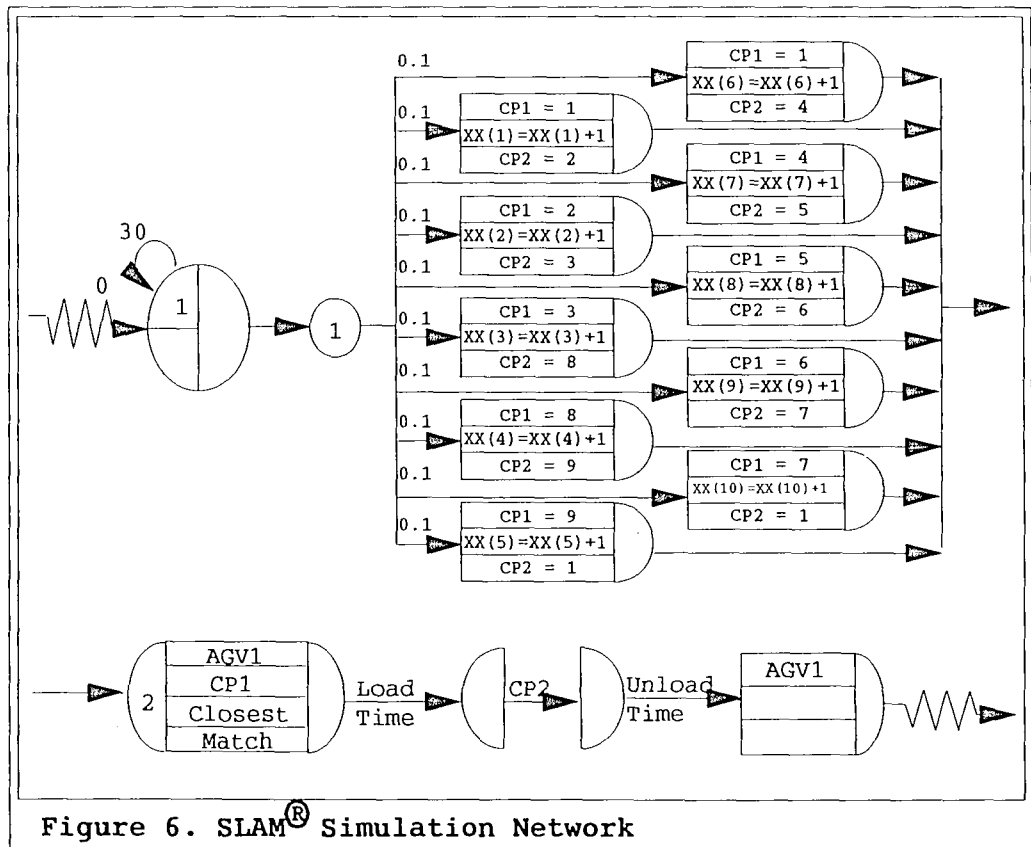 0.1
CP1 = 1
XX(6)=XX(6)+1
CP2 = 4
0.1
CP1 = 1
XX(1)=XX(1)+1
CP2 = 2
0.1
CP1 = 4
XX(7)=XX(7)+1
CP2 = 5
0.1
CP1 = 2
XX(2)=XX(2)+1
CP2 = 3
0.1
CP1 = 5
XX(8)=XX(8)+1
CP2 = 6
30
0
1
1
0.1
CP1 = 3
XX(3)=XX(3)+1
CP2 = 8
0.1
CP1 = 6
XX(9)=XX(9)+1
CP2 = 7
0.1
CP1 = 8
XX(4)=XX(4)+1
CP2 = 9
0.1
CP1 = 7
XX(10)=XX(10)+1
CP2 = 1
0.1
CP1 = 9
XX(5)=XX(5)+1
CP2 = 1
2
AGV1
CP1
Closest
Match
Load
Time
CP2
Unload
Time
AGV1
Figure 6. SLAM® Simulation Network